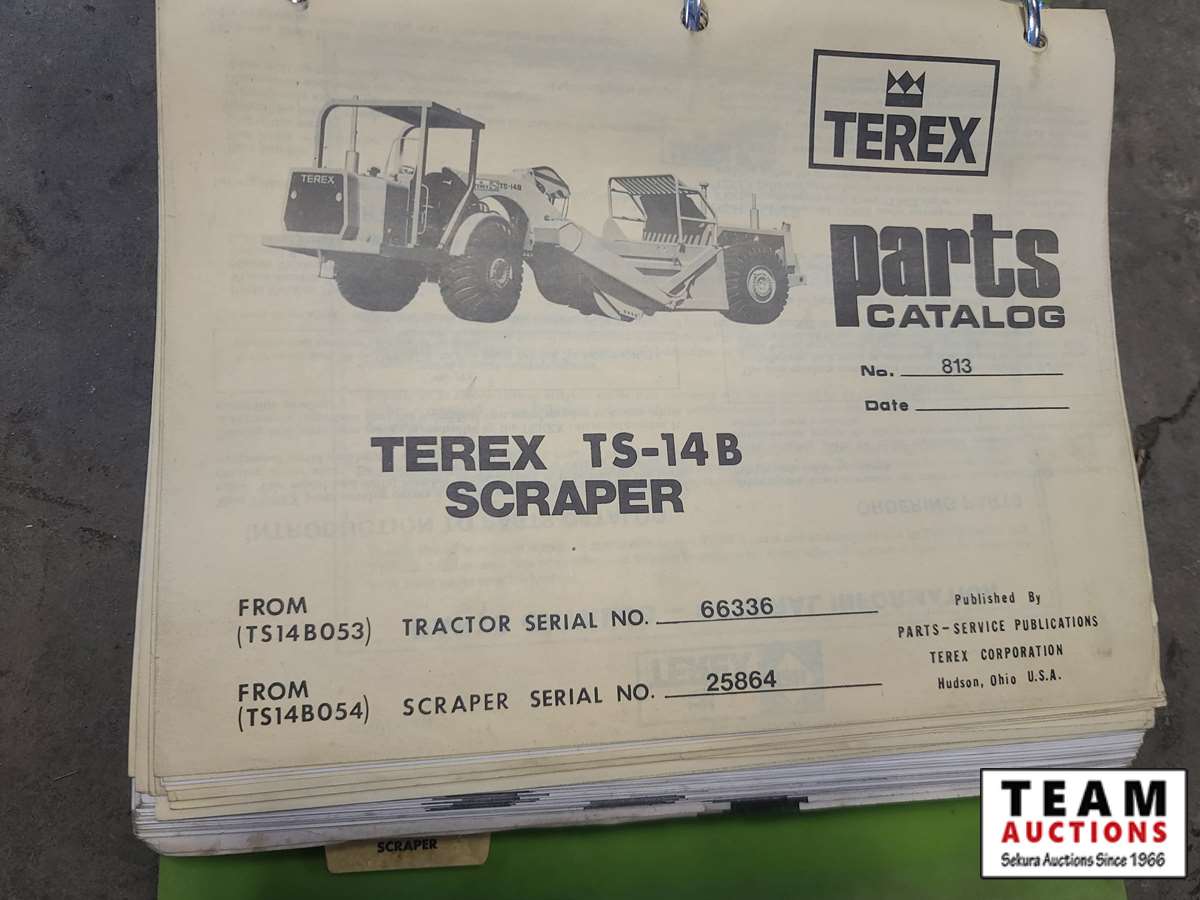 TEREX
TEREX
TS-14B
parts
CATALOG
No. 813
Date
TEREX TS-14B
SCRAPER
FROM
(TS14B053) TRACTOR SERIAL NO. 66336
FROM
(TS14B054) SCRAPER SERIAL NO. 25864
Published By
PARTS-SERVICE PUBLICATIONS
TEREX CORPORATION
Hudson, Ohio U.S.A.
SCRAPER
TEAM
AUCTIONS
Sekura Auctions Since 1966